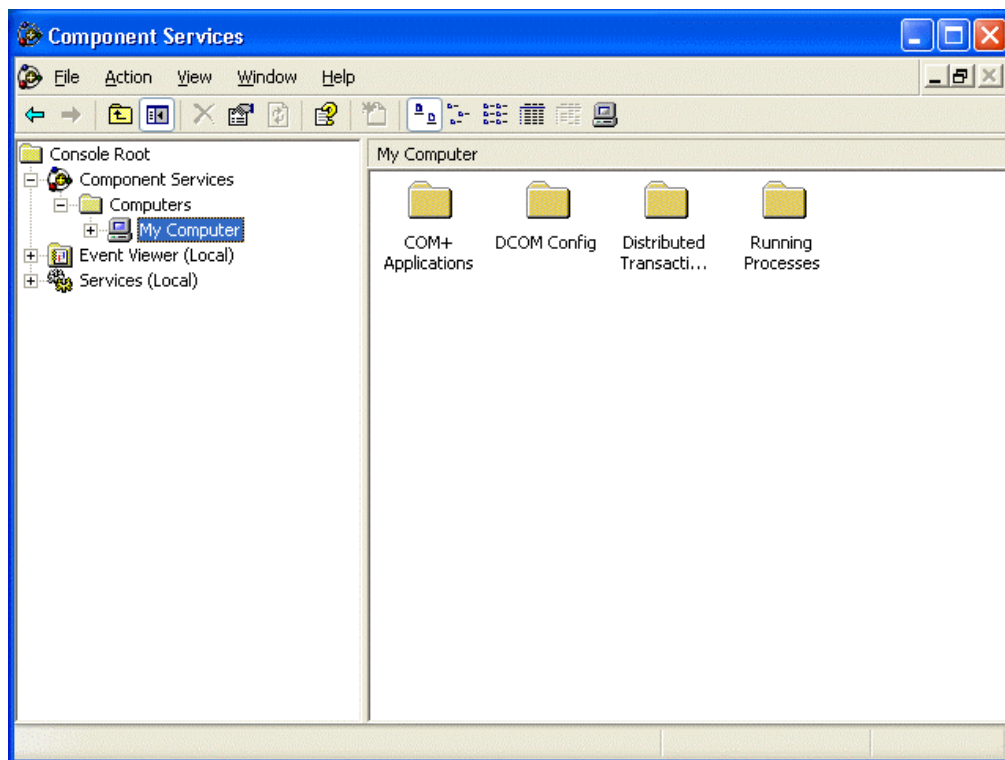 Component Services
File Action View Window Help
Console Root
Component Services
Computers
My Computer
Event Viewer (Local)
Services (Local)
My Computer
COM+
Applications
DCOM Config
Distributed
Transacti...
Running
Processes